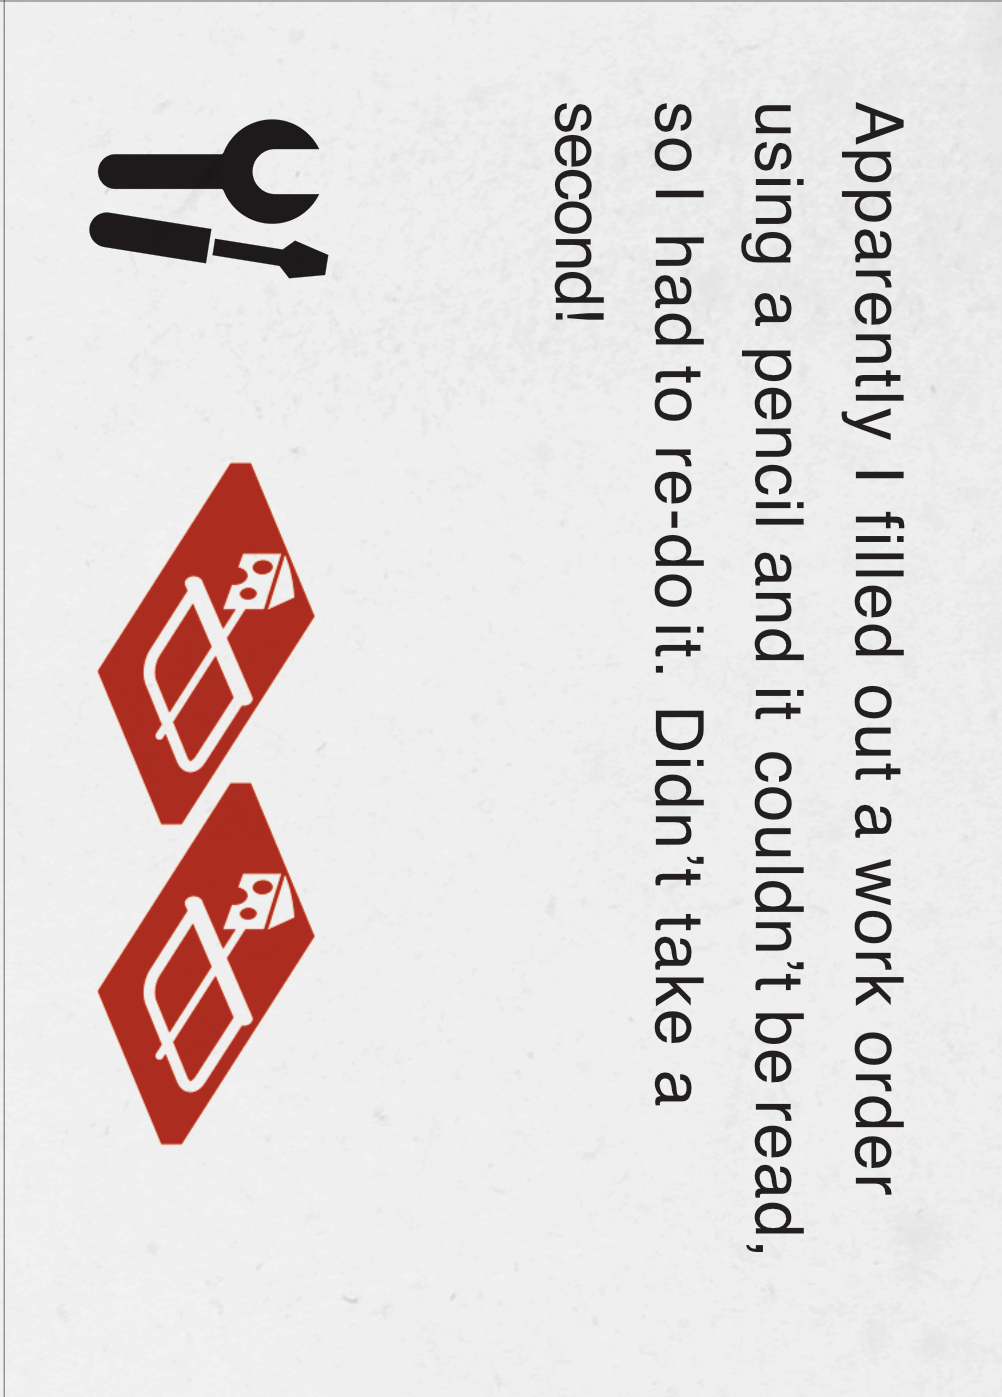 Apparently I filled out a work order
using a pencil and it couldn’t be read,
so I had to re-do it. Didn’t take a
second!